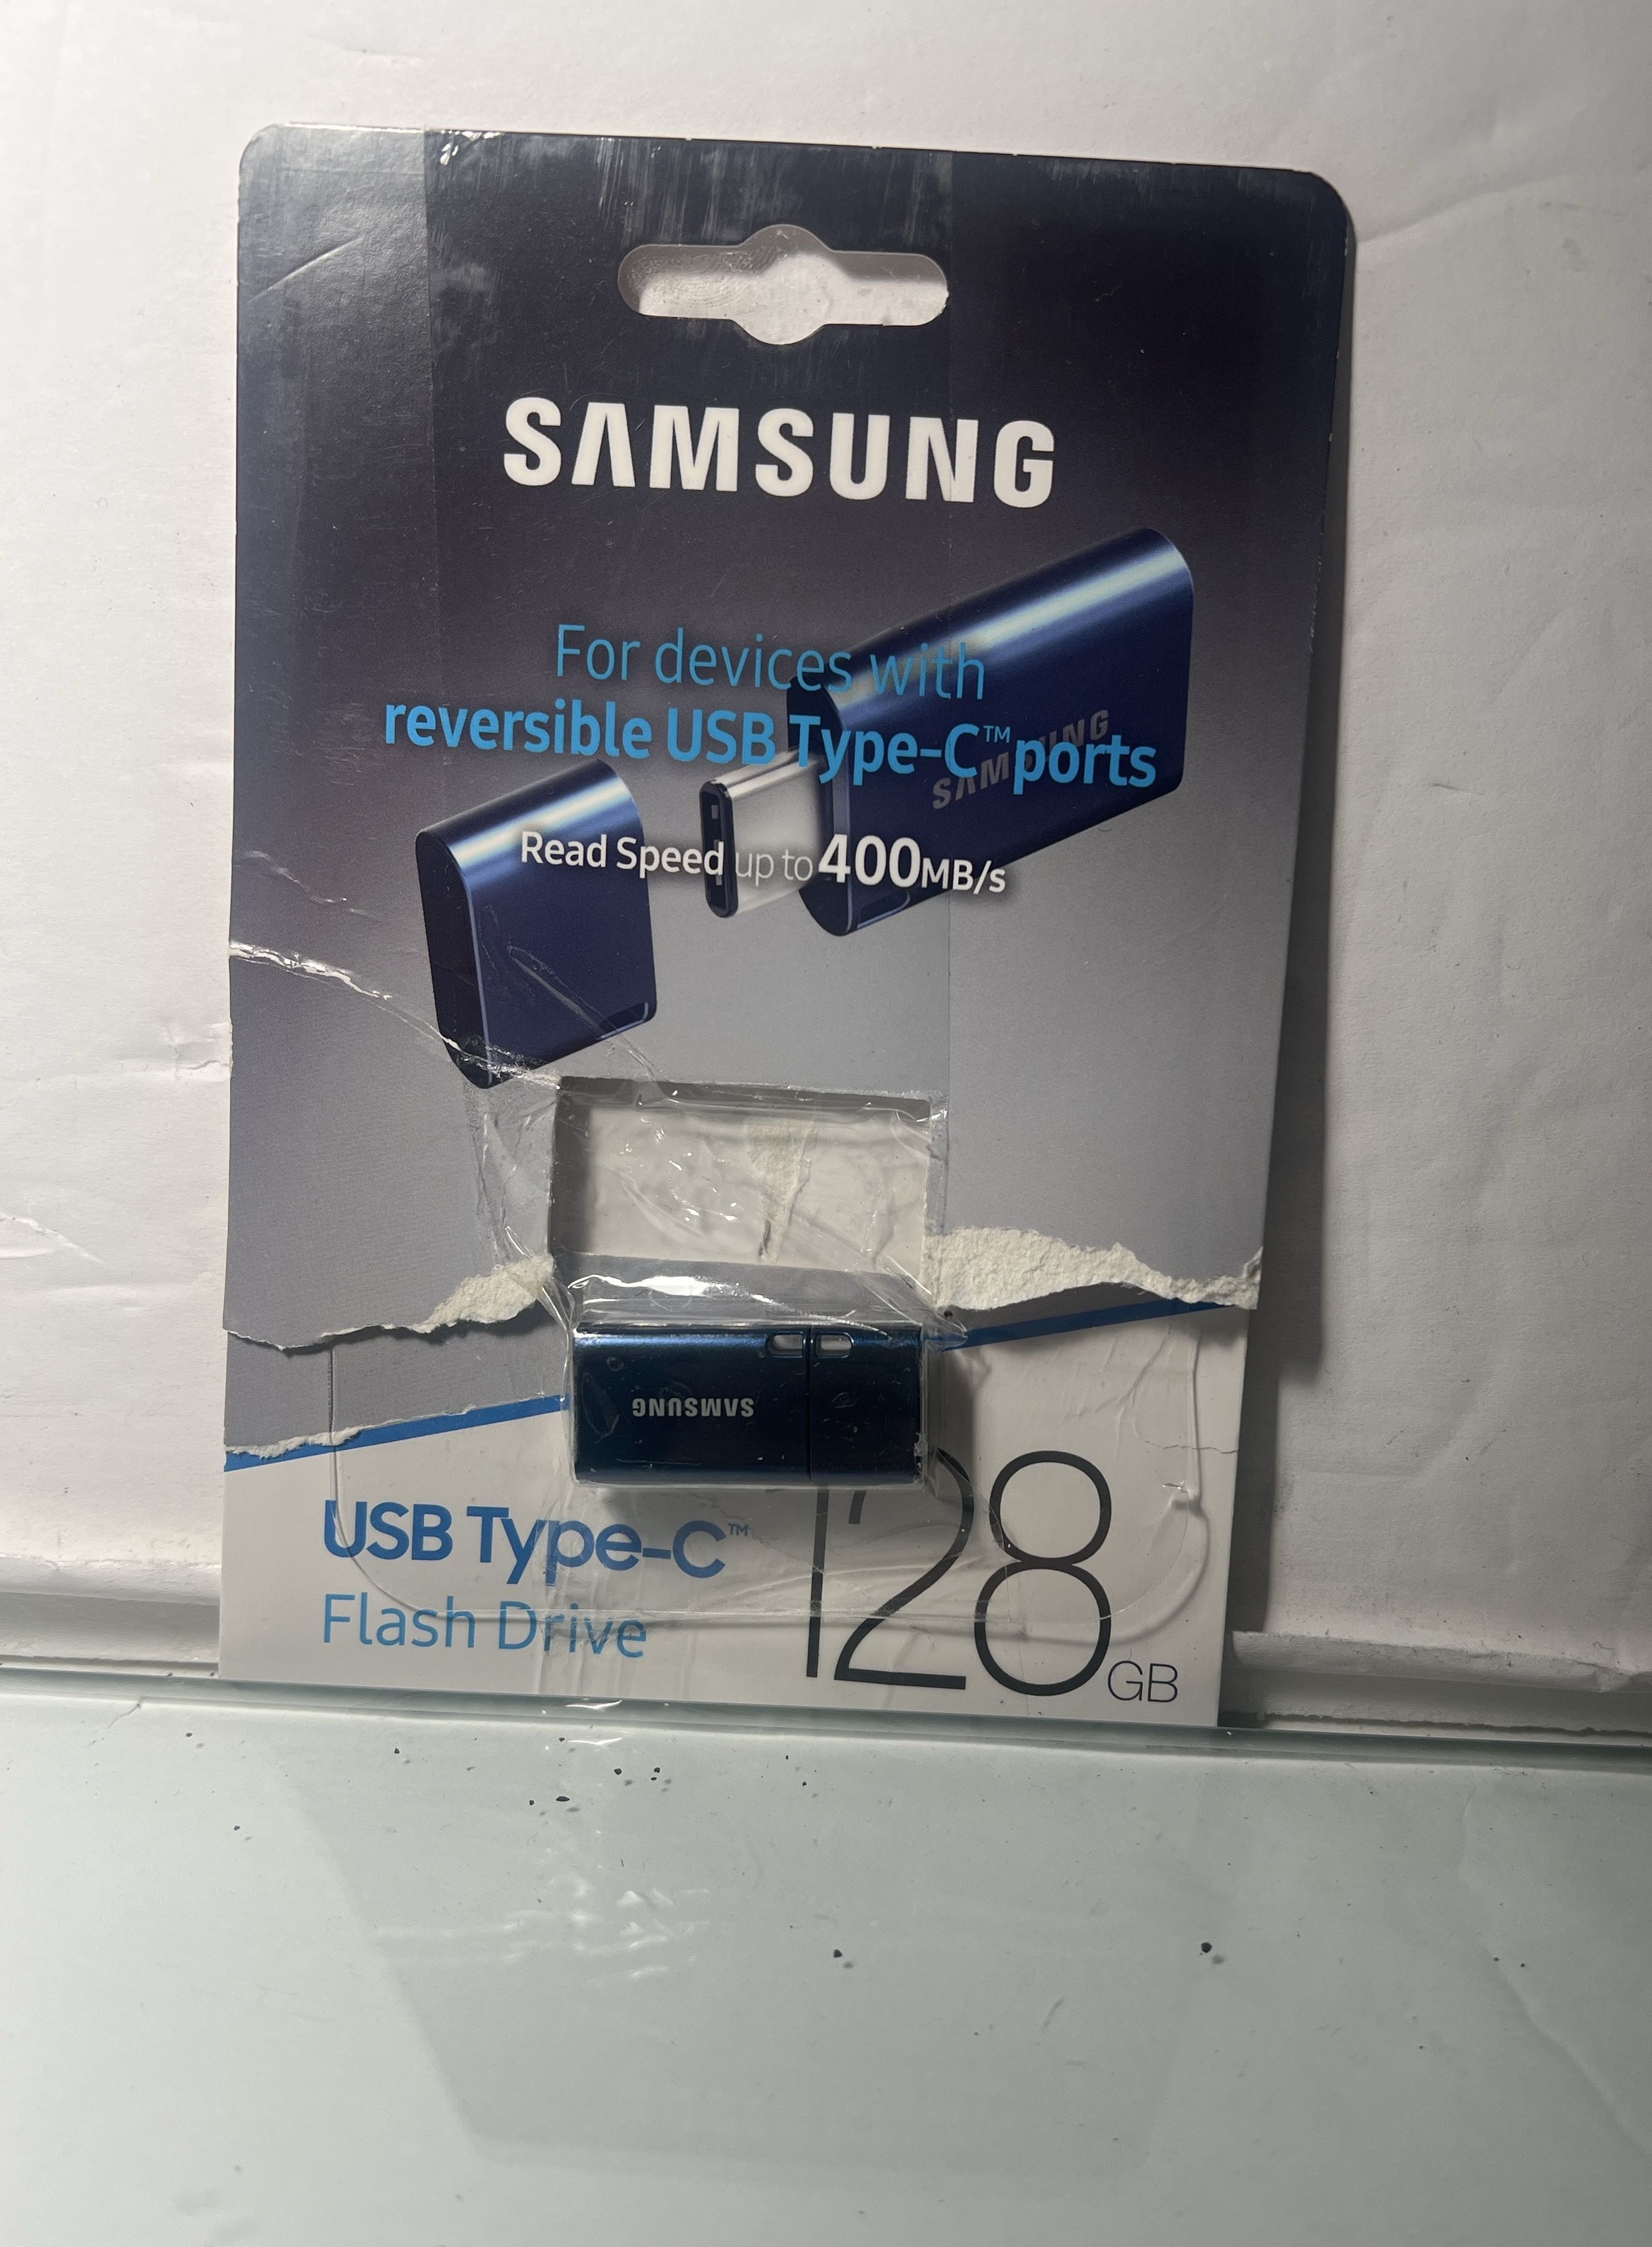 SAMSUNG
For devices with
reversible USB Type-C™ ports
SAMSUNG
Read Speed up to 400MB/s
SAMSUNG
USB Type-C™
Flash Drive
128GB